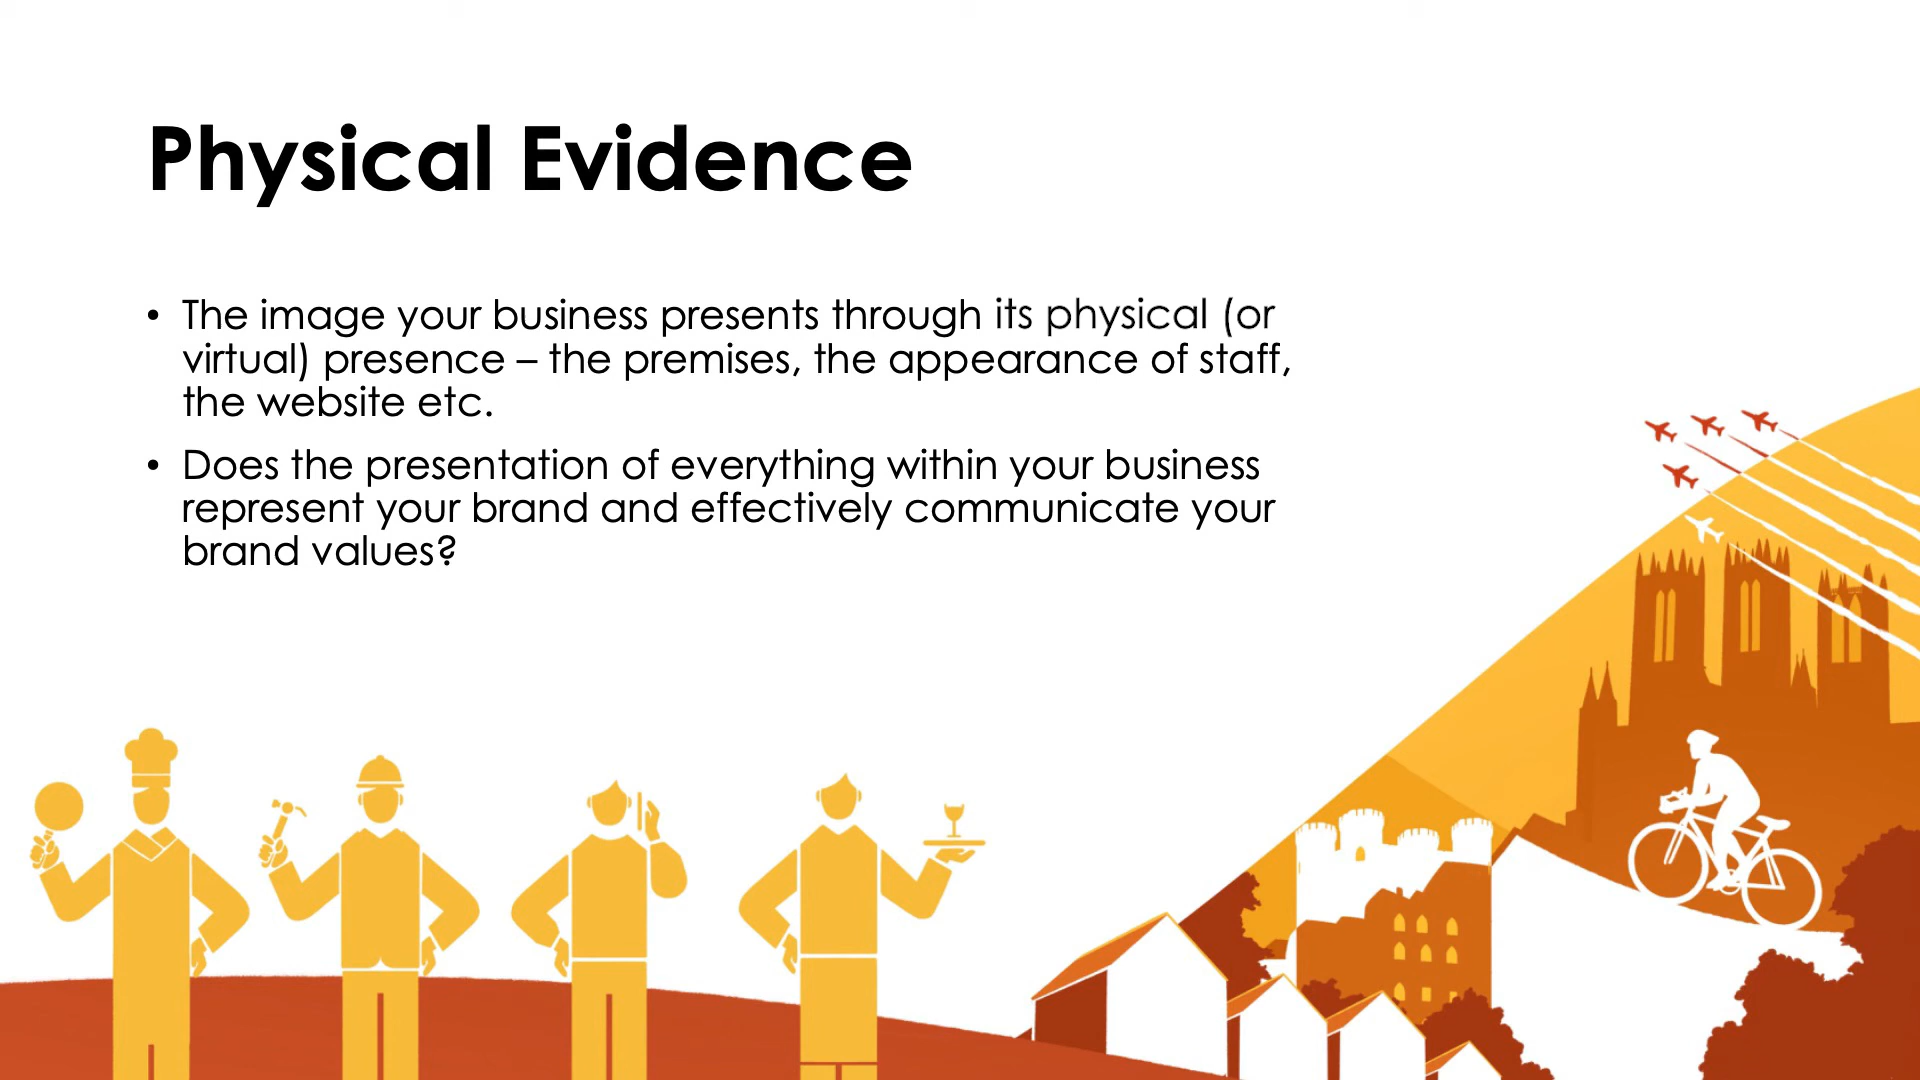 Physical Evidence
• The image your business presents through its physical (or
virtual) presence – the premises, the appearance of staff,
the website etc.
• Does the presentation of everything within your business
represent your brand and effectively communicate your
brand values?